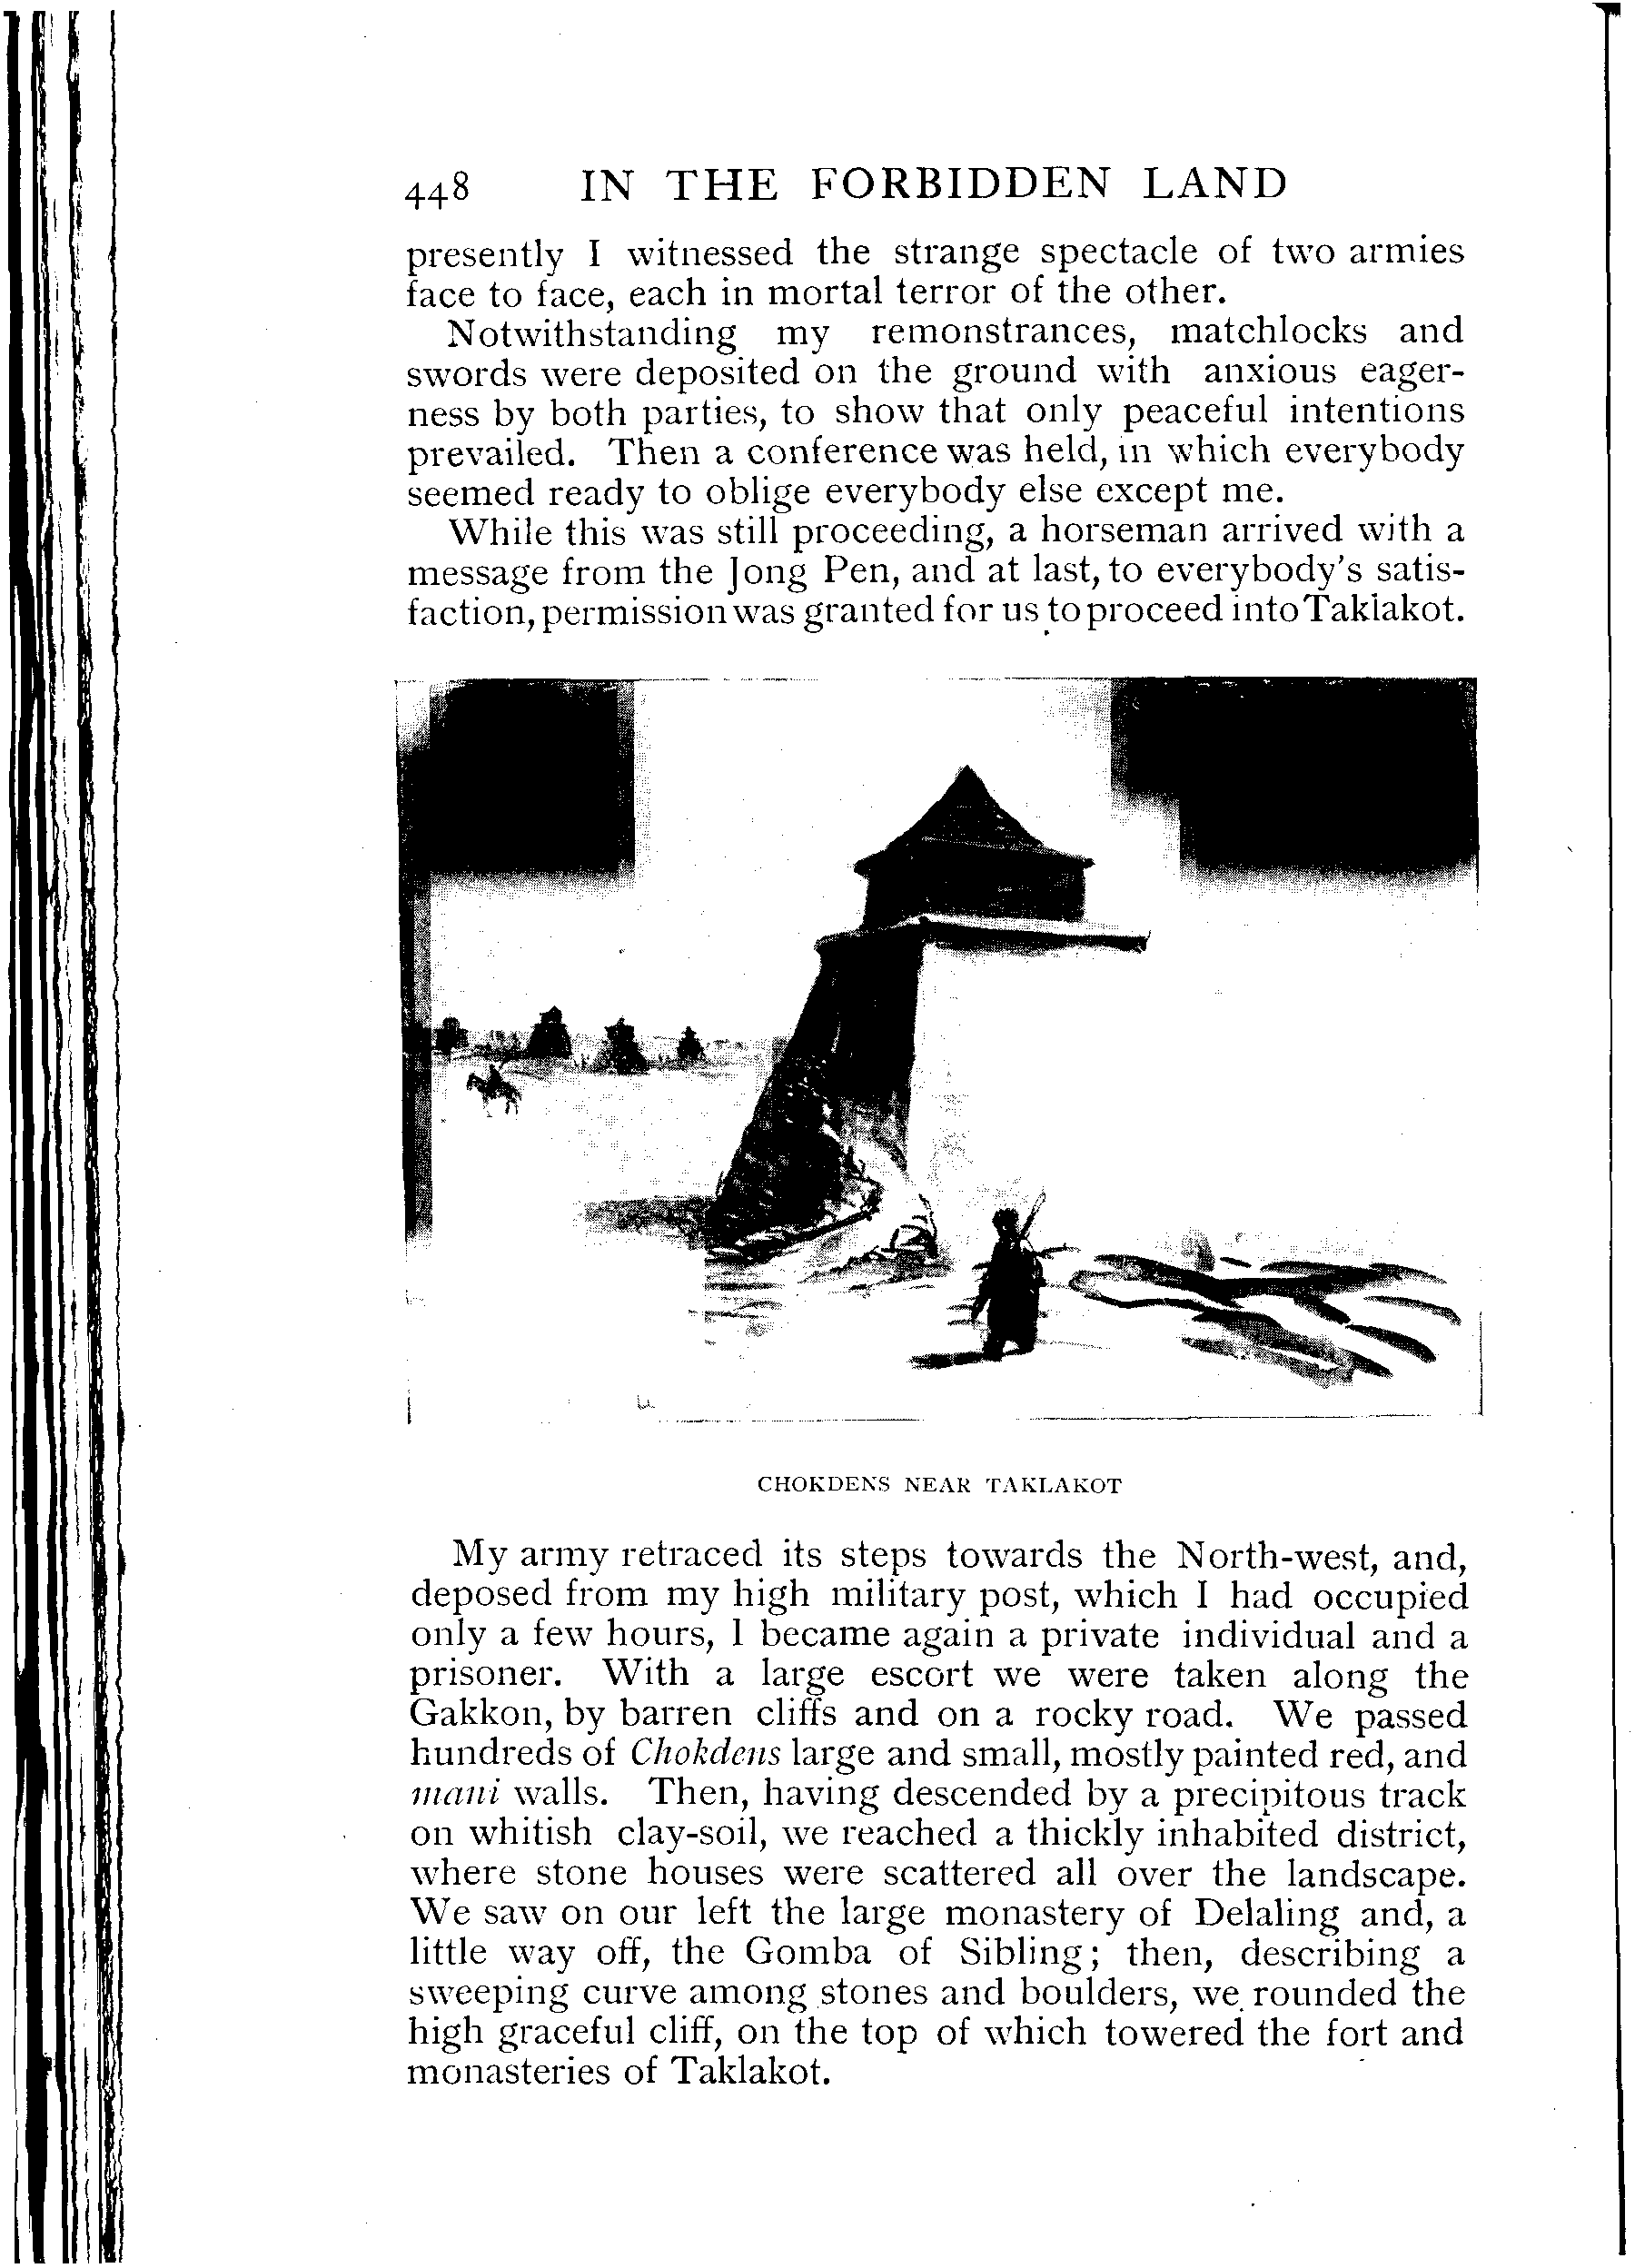 448 IN THE FORBIDDEN LAND
presently I witnessed the strange spectacle of two armies
face to face, each in mortal terror of the other.
Notwithstanding my remonstrances, matchlocks and
swords were deposited on the ground with anxious eager-
ness by both parties, to show that only peaceful intentions
prevailed. Then a conference was held, in which everybody
seemed ready to oblige everybody else except me.
While this was still proceeding, a horseman arrived with a
message from the Jong Pen, and at last, to everybody's satis-
faction, permission was granted for us to proceed into Taklakot.
CHOKDENS NEAR TAKLAKOT
My army retraced its steps towards the North-west, and,
deposed from my high military post, which I had occupied
only a few hours, I became again a private individual and a
prisoner. With a large escort we were taken along the
Gakkon, by barren cliffs and on a rocky road. We passed
hundreds of Chokdens large and small, mostly painted red, and
mani walls. Then, having descended by a precipitous track
on whitish clay-soil, we reached a thickly inhabited district,
where stone houses were scattered all over the landscape.
We saw on our left the large monastery of Delaling and, a
little way off, the Gomba of Sibling; then, describing a
sweeping curve among stones and boulders, we rounded the
high graceful cliff, on the top of which towered the fort and
monasteries of Taklakot.